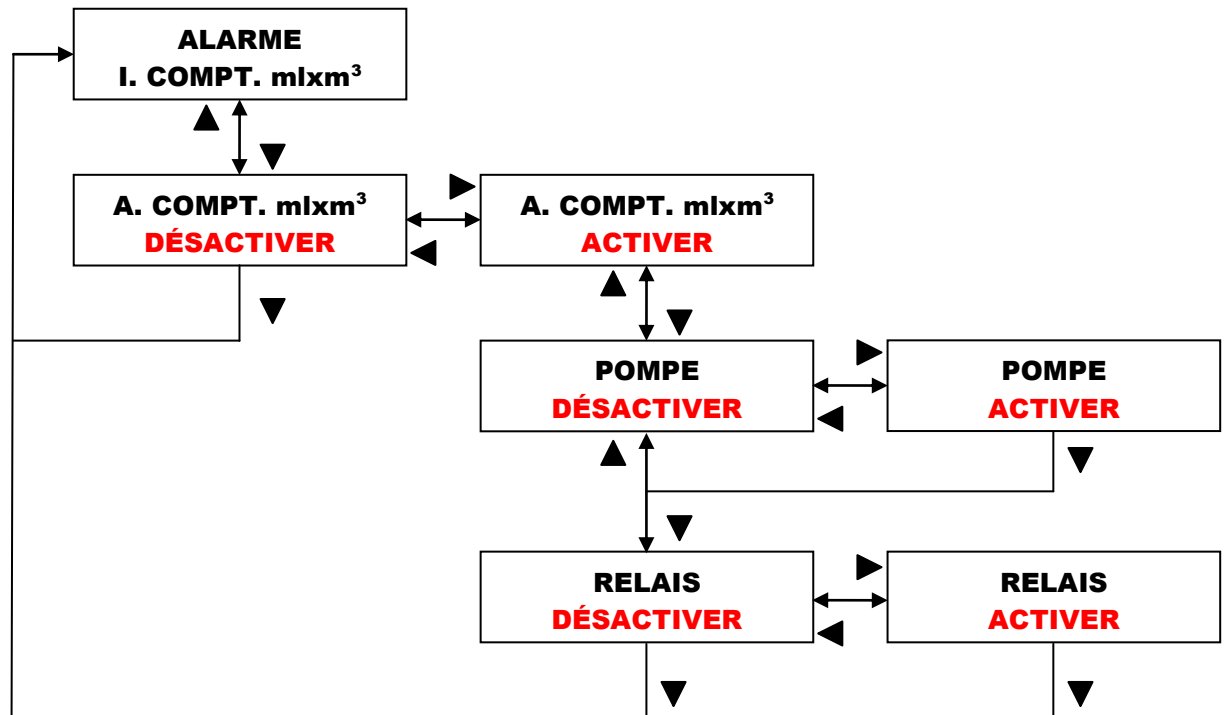 ALARME
I. COMPT. mlxm³
A. COMPT. mlxm³
DÉSACTIVER
A. COMPT. mlxm³
ACTIVER
POMPE
DÉSACTIVER
POMPE
ACTIVER
RELAIS
DÉSACTIVER
RELAIS
ACTIVER